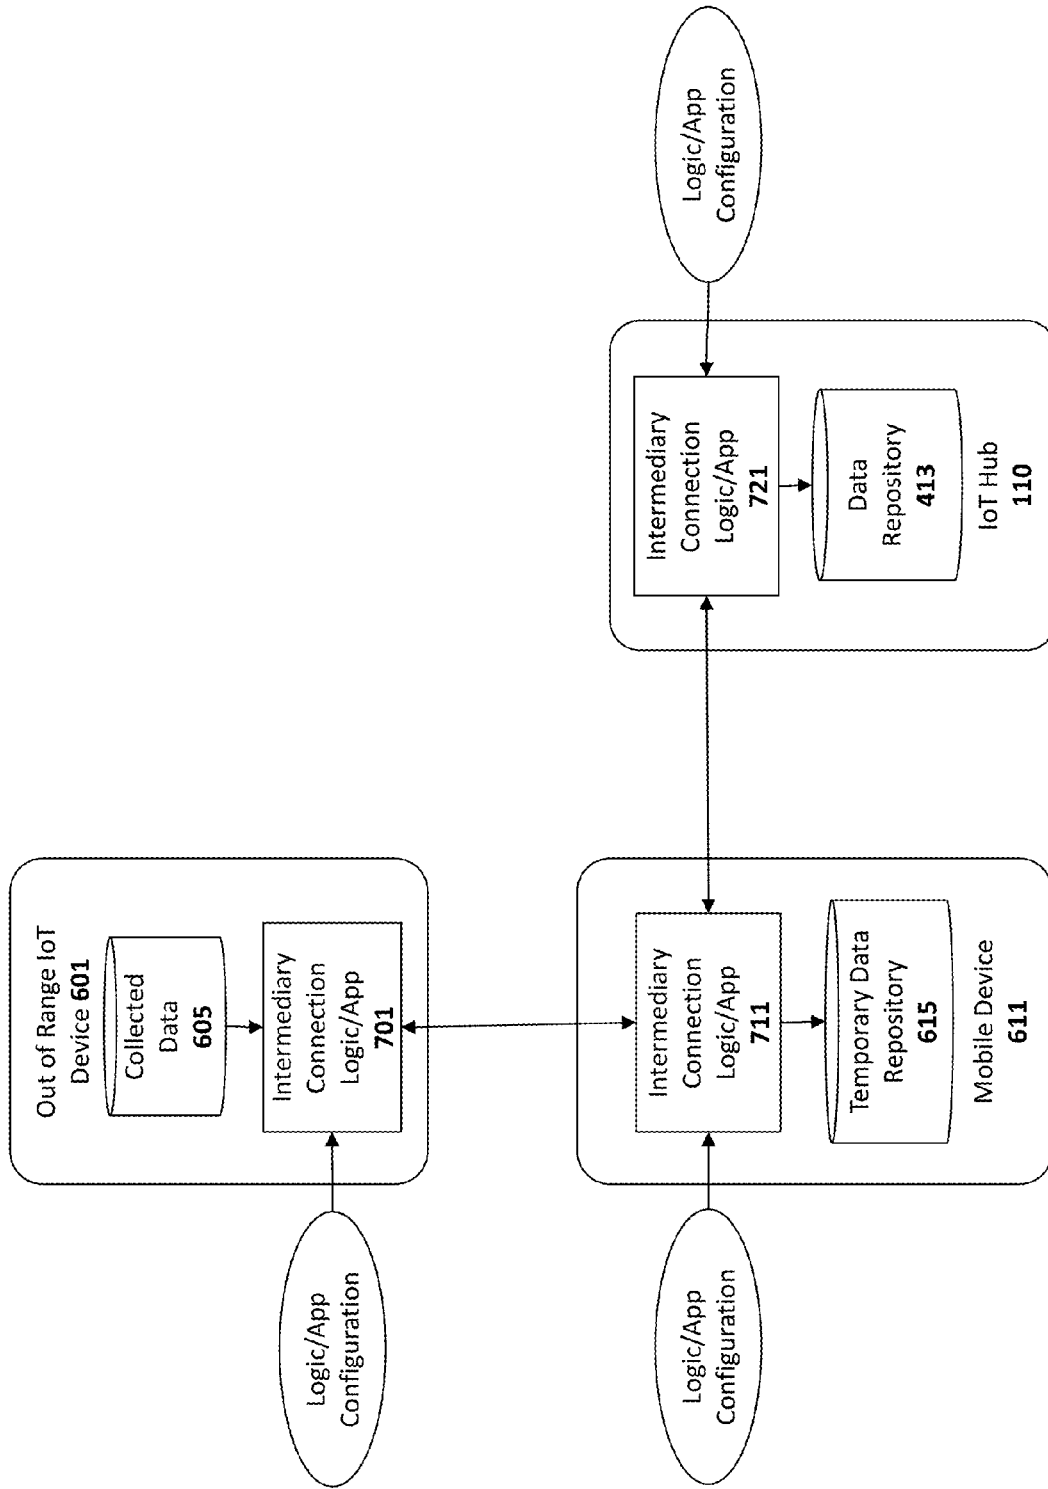 Out of Range IoT
Device 601
Collected
Data
605
Intermediary
Connection
Logic/App
701
Logic/App
Configuration
Logic/App
Configuration
Intermediary
Connection
Logic/App
711
Temporary Data
Repository
615
Mobile Device
611
Intermediary
Connection
Logic/App
721
Data
Repository
413
IoT Hub
110
Logic/App
Configuration